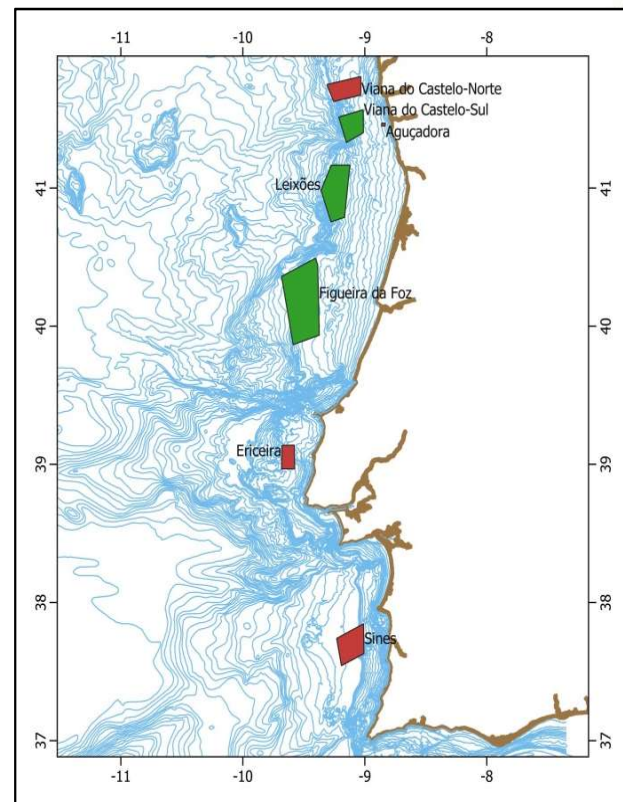 -11 -10 -9 -8
Viana do Castelo-Norte
Viana do Castelo-Sul
Aguçadora
41 Leixões 41
Figueira da Foz
40 40
Ericeira
39 39
38 38
Sines
37 37
-11 -10 -9 -8